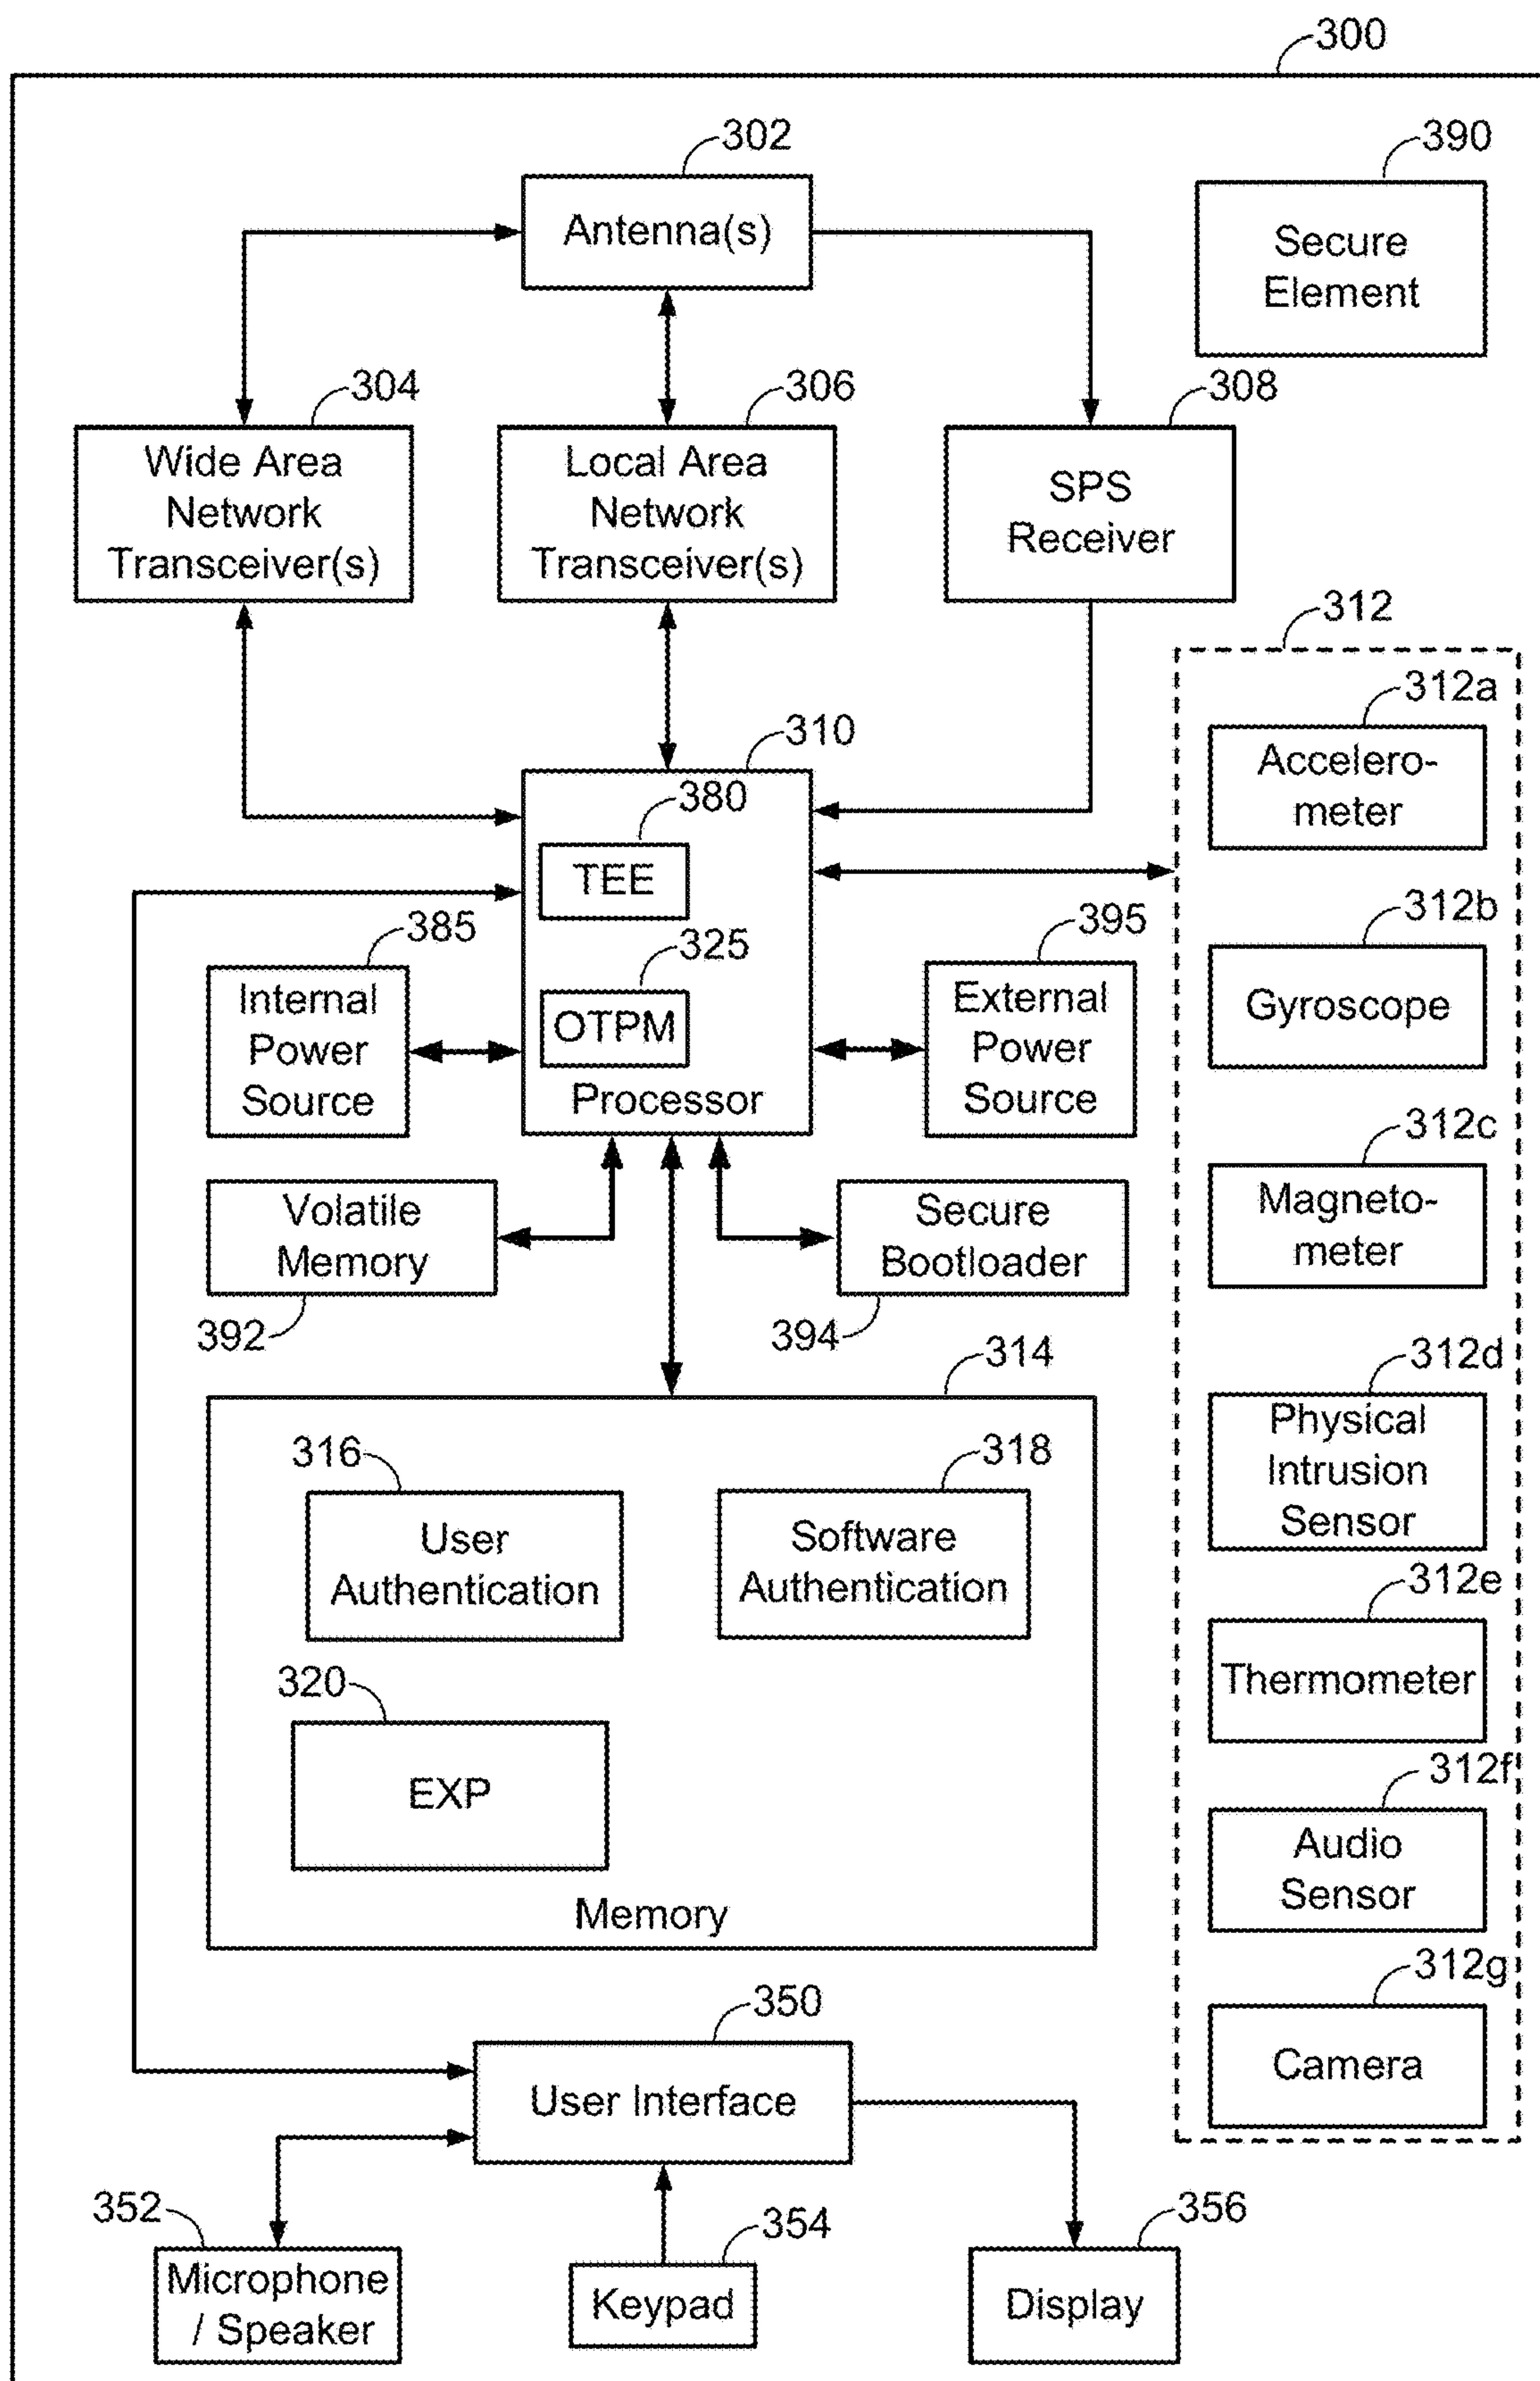 300
302
390
Antenna(s)
Secure
Element
304
306
308
Wide Area
Network
Transceiver(s)
Local Area
Network
Transceiver(s)
SPS
Receiver
312
312a
Accelero-
meter
310
380
TEE
325
OTPM
Processor
385
Internal
Power
Source
395
External
Power
Source
312b
Gyroscope
312c
Magneto-
meter
Volatile
Memory
392
Secure
Bootloader
394
314
312d
Physical
Intrusion
Sensor
316
User
Authentication
318
Software
Authentication
312e
Thermometer
320
EXP
Memory
312f
Audio
Sensor
312g
Camera
350
User Interface
352
Microphone
/ Speaker
354
Keypad
356
Display